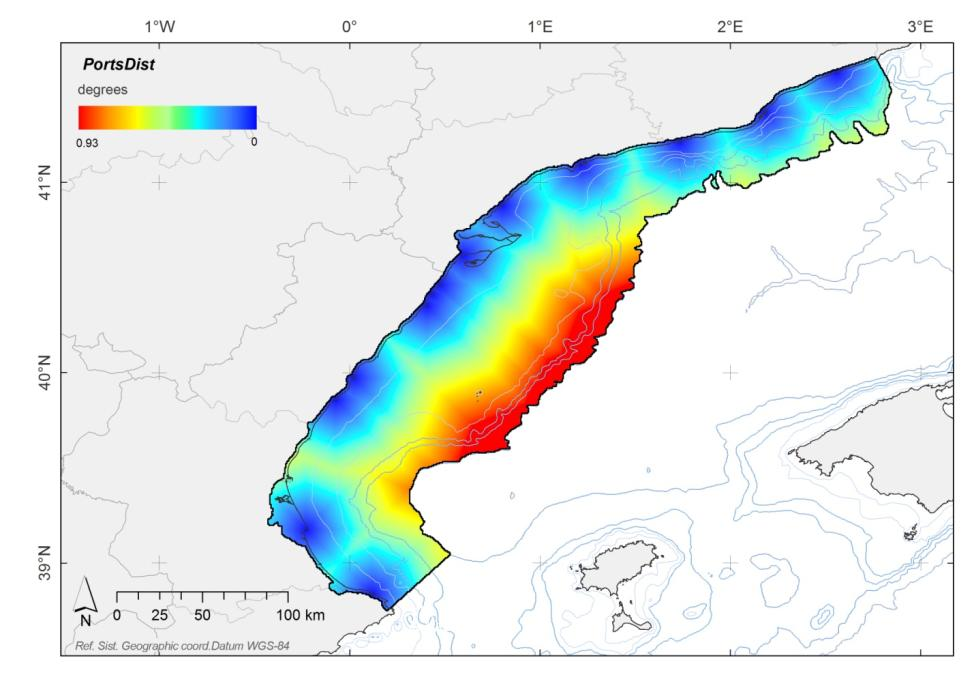 1°W 0° 1°E 2°E 3°E
PortsDist
degrees
0.93 0
41°N
40°N
39°N
0 25 50 100 km
N
Ref. Sist. Geographic coord.Datum WGS-84